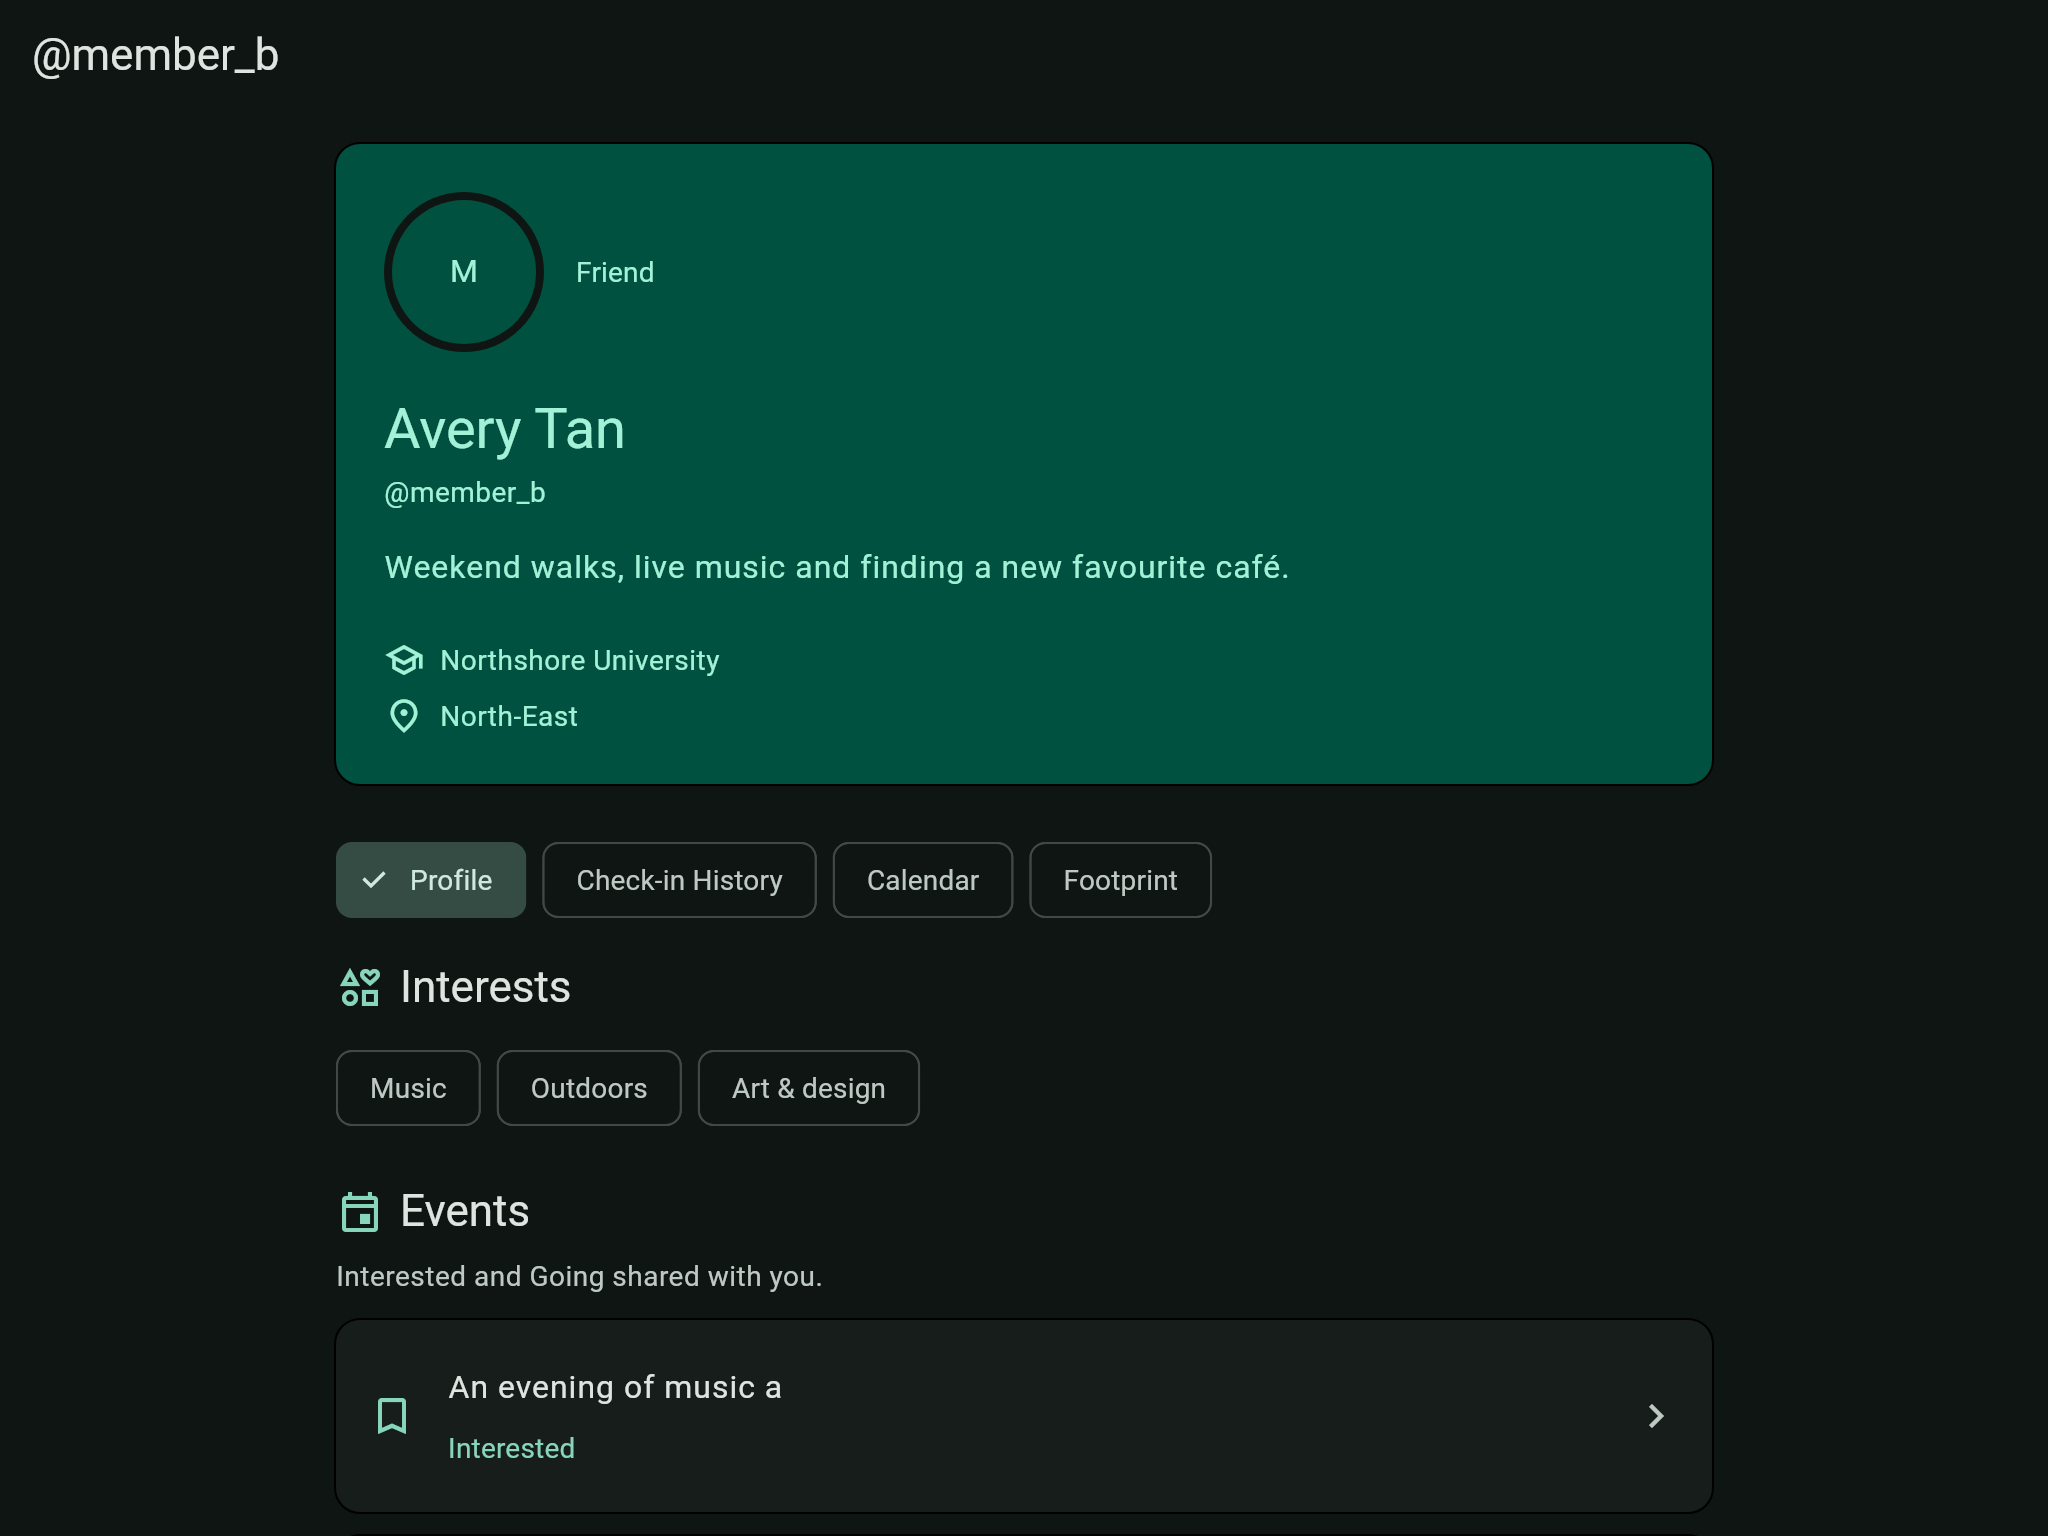 @member_b
M
Friend
Avery Tan
@member_b
Weekend walks, live music and finding a new favourite café.
Northshore University
North-East
Profile
Check-in History
Calendar
Footprint
Interests
Music
Outdoors
Art & design
Events
Interested and Going shared with you.
An evening of music a
Interested